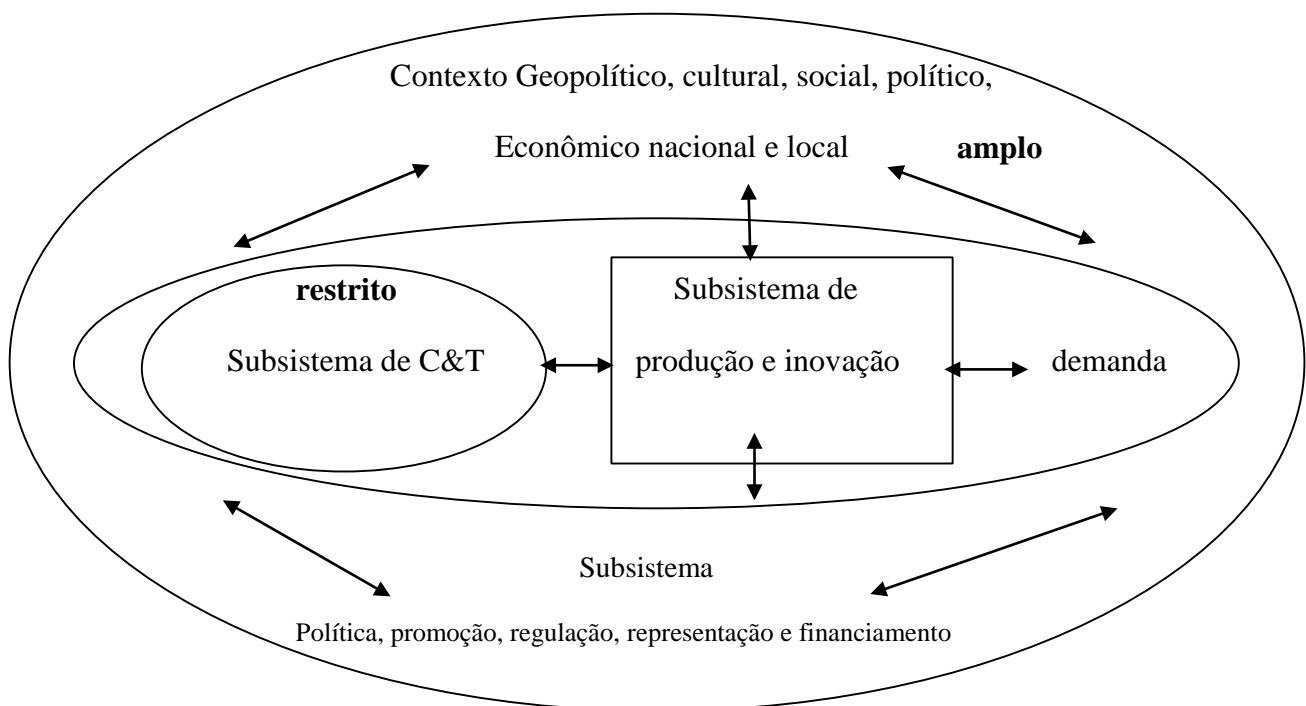 Contexto Geopolítico, cultural, social, político,
Econômico nacional e local
amplo
restrito
Subsistema de C&T
Subsistema de
produção e inovação
demanda
Subsistema
Política, promoção, regulação, representação e financiamento